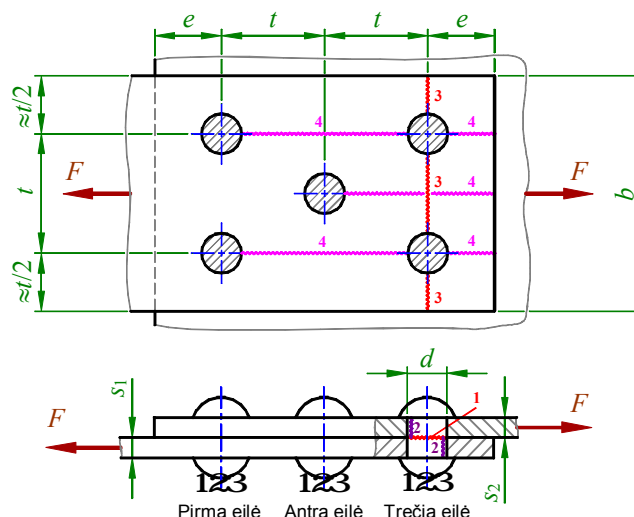 e t t e
≈t/2
3
4 4
t
F 3 4 F
b
4 4
≈t/2
3
d
s₁
1
F
2
F
2
s₂
123 123 123
Pirma eilė Antra eilė Trečia eilė